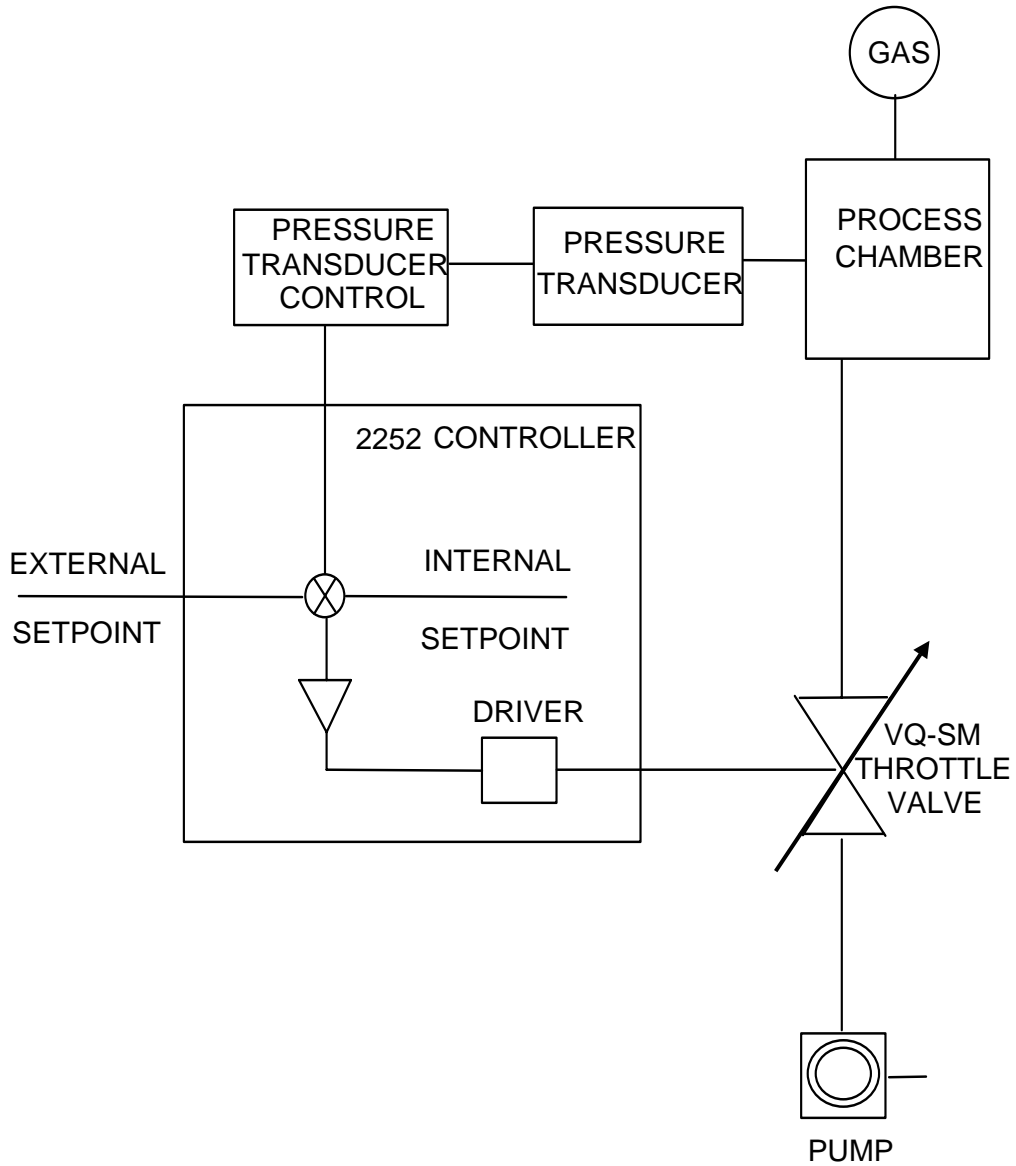 GAS
PROCESS
CHAMBER
PRESSURE
TRANSDUCER
CONTROL
PRESSURE
TRANSDUCER
2252 CONTROLLER
EXTERNAL
SETPOINT
INTERNAL
SETPOINT
DRIVER
VQ-SM
THROTTLE
VALVE
PUMP